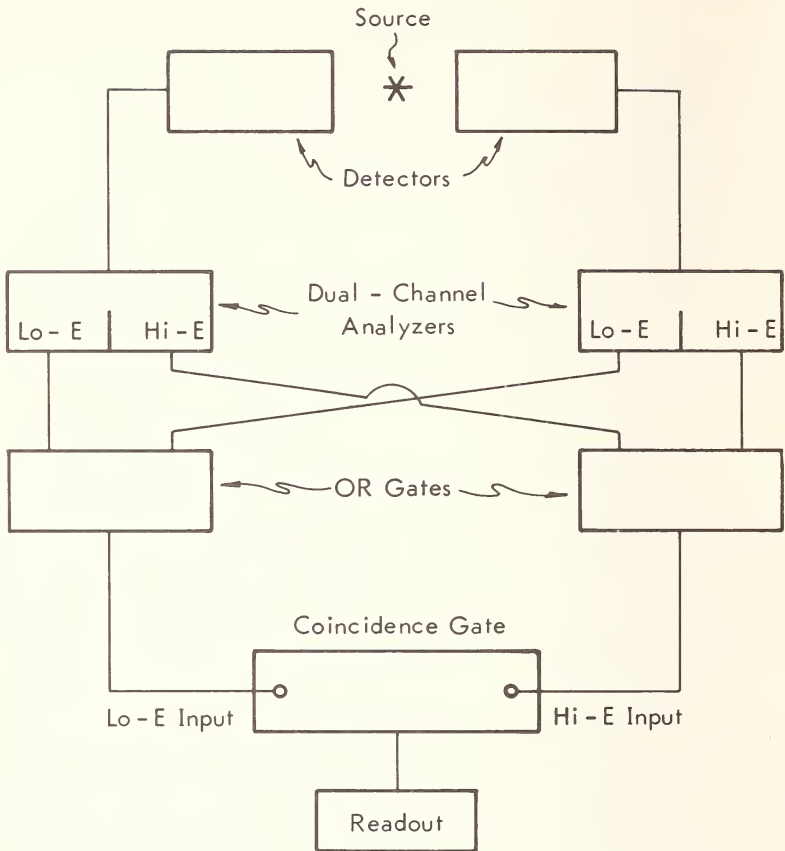 Source
Detectors
Dual - Channel
Analyzers
Lo - E
Hi - E
Lo - E
Hi - E
OR Gates
Coincidence Gate
Lo - E Input
Hi - E Input
Readout